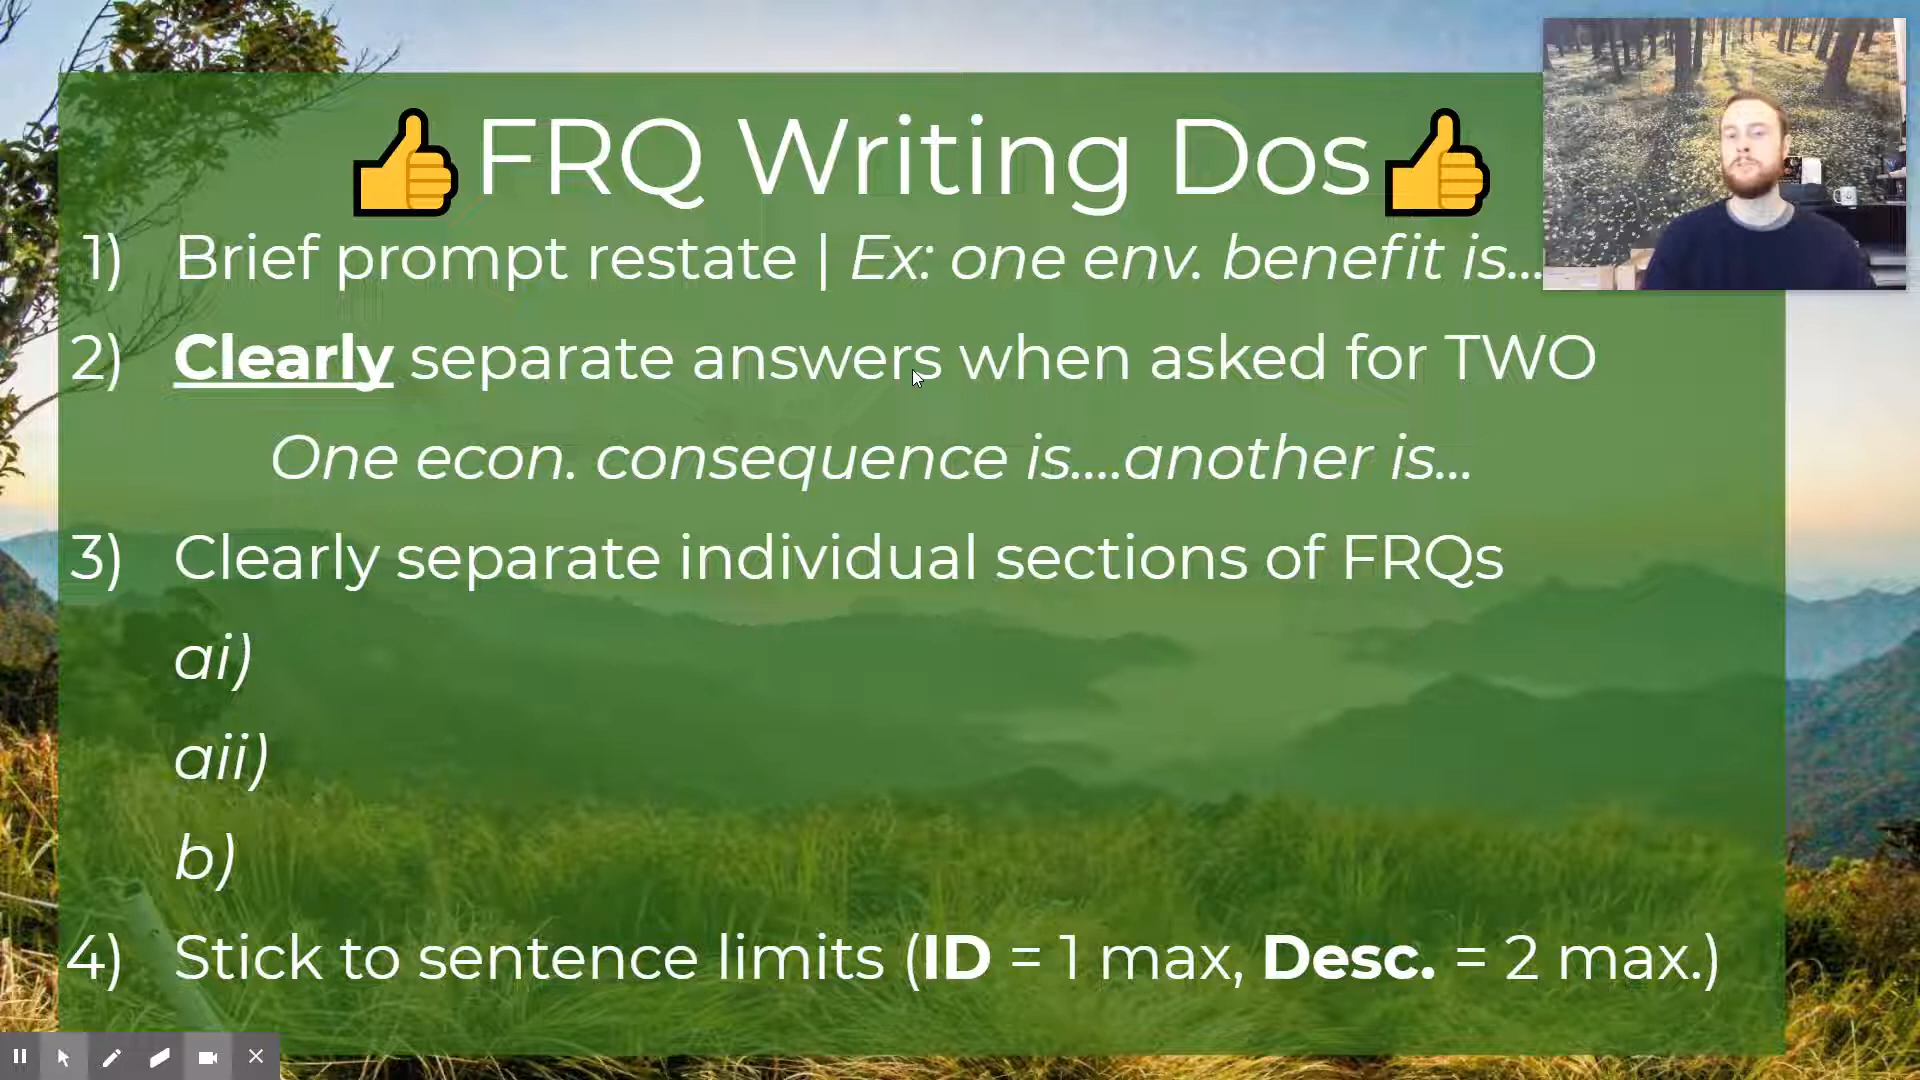 FRQ Writing Dos
1) Brief prompt restate | Ex: one env. benefit is...
2) Clearly separate answers when asked for TWO
One econ. consequence is....another is...
3) Clearly separate individual sections of FRQs
ai)
aii)
b)
4) Stick to sentence limits (ID = 1 max, Desc. = 2 max.)